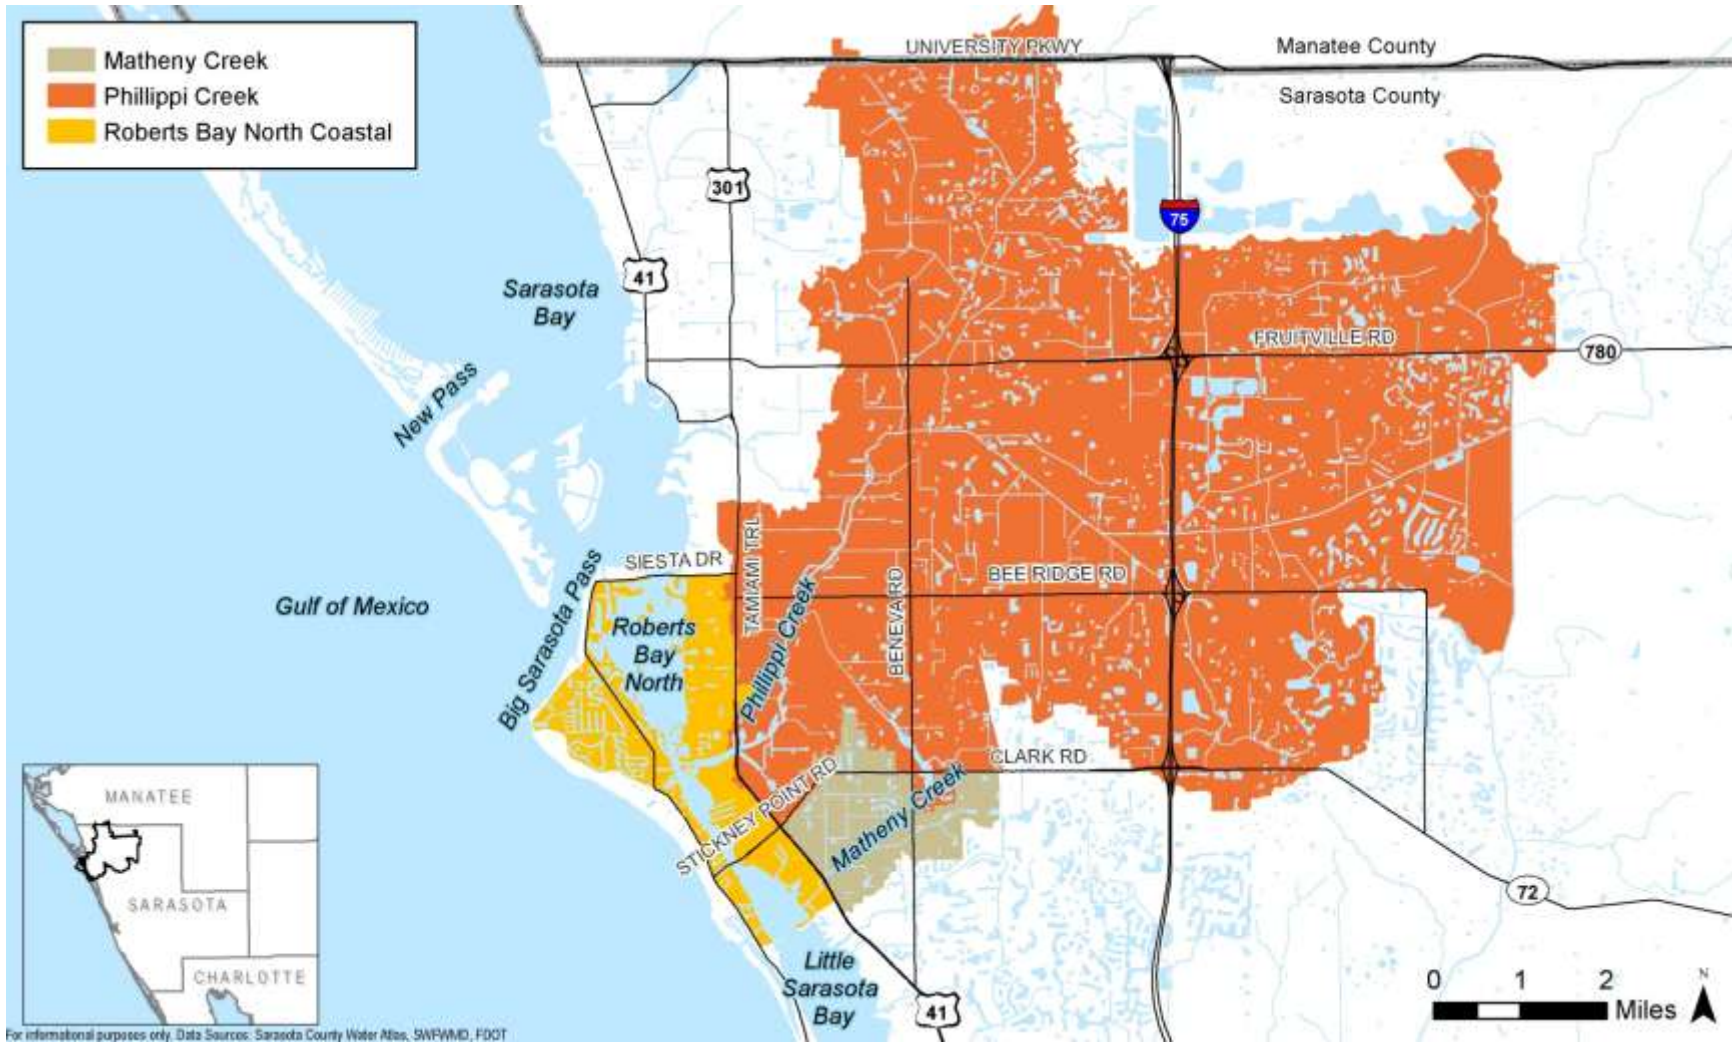 Matheny Creek
Phillippi Creek
Roberts Bay North Coastal
UNIVERSITY PKWY
Manatee County
Sarasota County
301
75
41
Sarasota
Bay
FRUITVILLE RD
780
New Pass
TAMIAMI TRL
SIESTA DR
BEE RIDGE RD
BENEVA RD
Gulf of Mexico
Big Sarasota Pass
Roberts
Bay
North
Phillippi Creek
CLARK RD
STICKNEY POINT RD
Matheny Creek
72
Little
Sarasota
Bay
41
MANATEE
SARASOTA
CHARLOTTE
0 1 2
Miles
N
For informational purposes only. Data Sources: Sarasota County Water Atlas, SWFWMD, FDOT